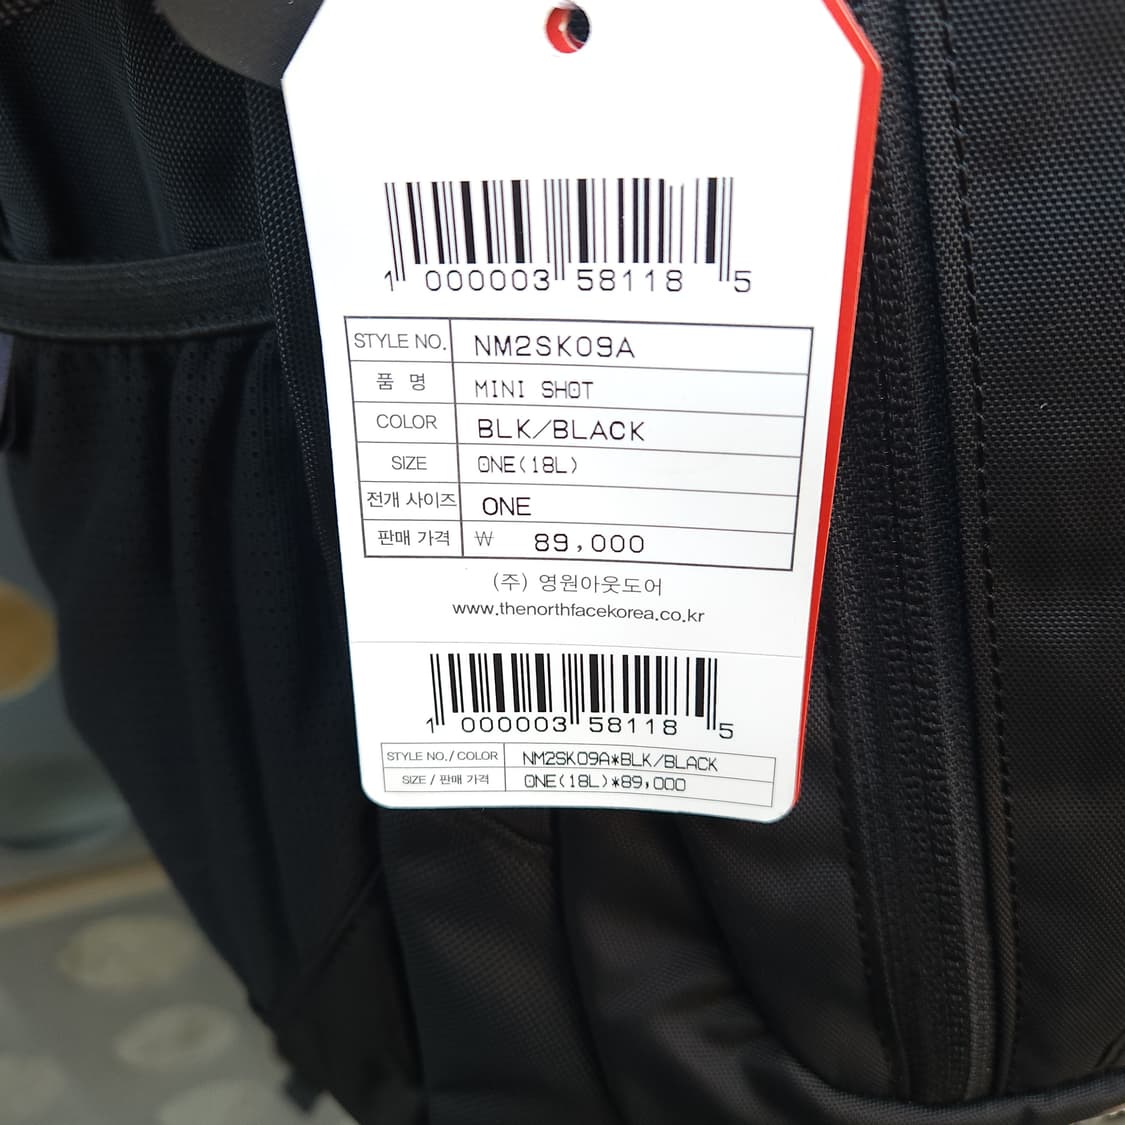 1 000003 58118 5
STYLE NO. NM2SK09A
품 명 MINI SHOT
COLOR BLK/BLACK
SIZE ONE(18L)
전개 사이즈 ONE
판매 가격 ₩ 89,000
(주) 영원아웃도어
www.thenorthfacekorea.co.kr
1 000003 58118 5
STYLE NO./COLOR NM2SK09A*BLK/BLACK
SIZE / 판매 가격 ONE(18L)*89,000